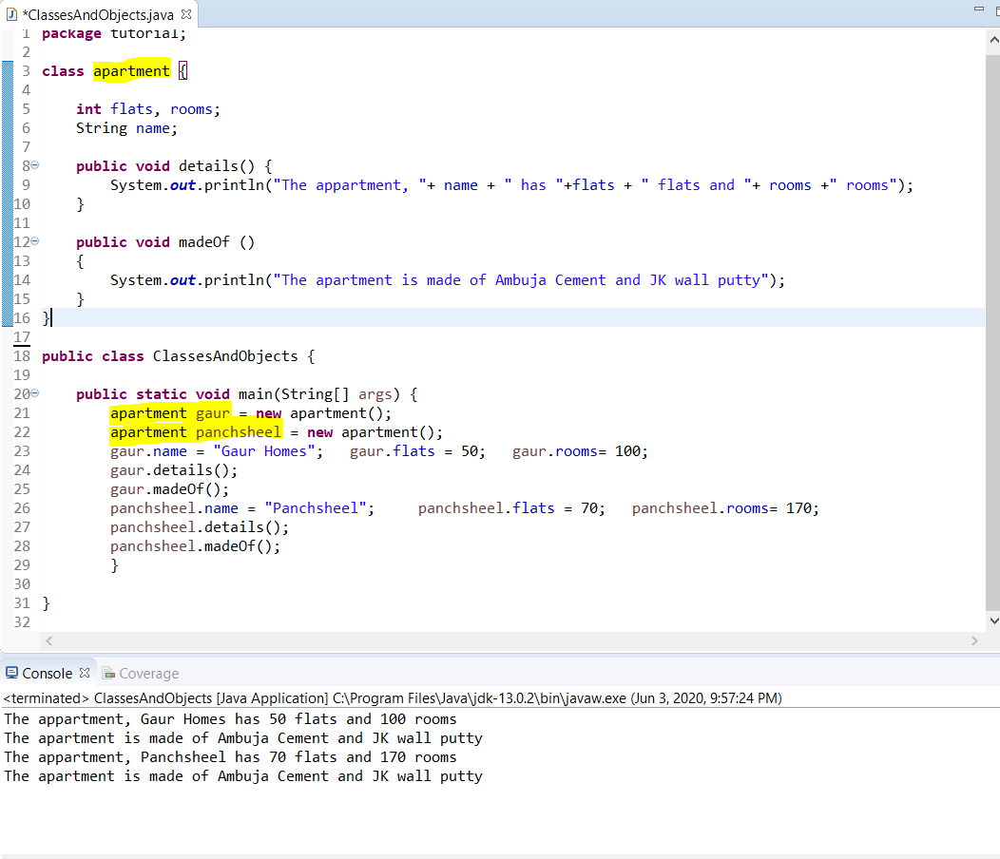 *ClassesAndObjects.java
1 package tutorial;
2
3 class apartment {
4
5     int flats, rooms;
6     String name;
7
8     public void details() {
9         System.out.println("The appartment, "+ name + " has "+flats + " flats and "+ rooms +" rooms");
10     }
11
12     public void madeOf ()
13     {
14         System.out.println("The apartment is made of Ambuja Cement and JK wall putty");
15     }
16 }
17
18 public class ClassesAndObjects {
19
20     public static void main(String[] args) {
21         apartment gaur = new apartment();
22         apartment panchsheel = new apartment();
23         gaur.name = "Gaur Homes";   gaur.flats = 50;   gaur.rooms= 100;
24         gaur.details();
25         gaur.madeOf();
26         panchsheel.name = "Panchsheel";     panchsheel.flats = 70;   panchsheel.rooms= 170;
27         panchsheel.details();
28         panchsheel.madeOf();
29         }
30
31 }
32
Console Coverage
<terminated> ClassesAndObjects [Java Application] C:\Program Files\Java\jdk-13.0.2\bin\javaw.exe (Jun 3, 2020, 9:57:24 PM)
The appartment, Gaur Homes has 50 flats and 100 rooms
The apartment is made of Ambuja Cement and JK wall putty
The appartment, Panchsheel has 70 flats and 170 rooms
The apartment is made of Ambuja Cement and JK wall putty